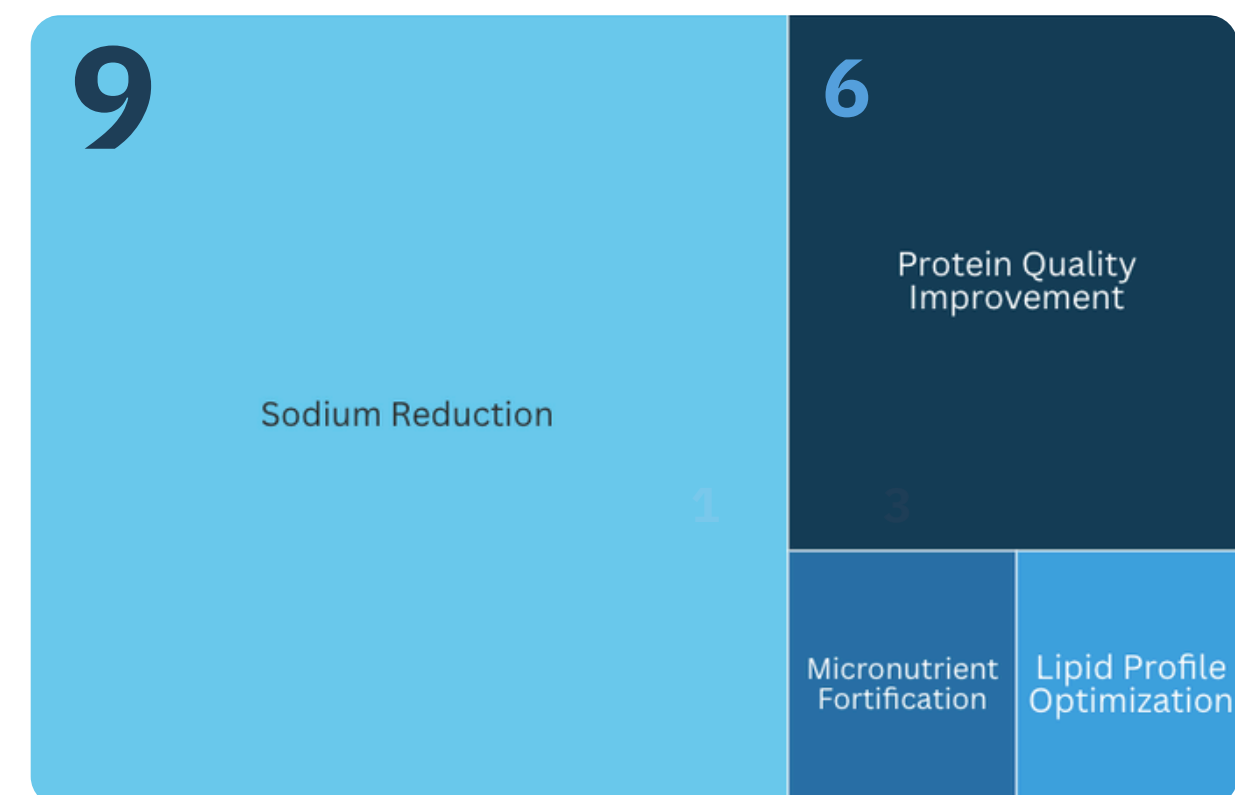 9
6
Protein Quality
Improvement
Sodium Reduction
1
3
Micronutrient
Fortification
Lipid Profile
Optimization